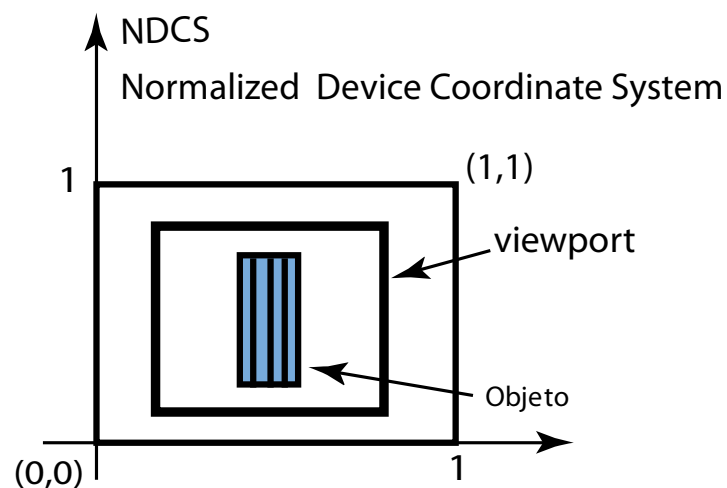 NDCS
Normalized Device Coordinate System
1
(1,1)
viewport
Objeto
(0,0)
1